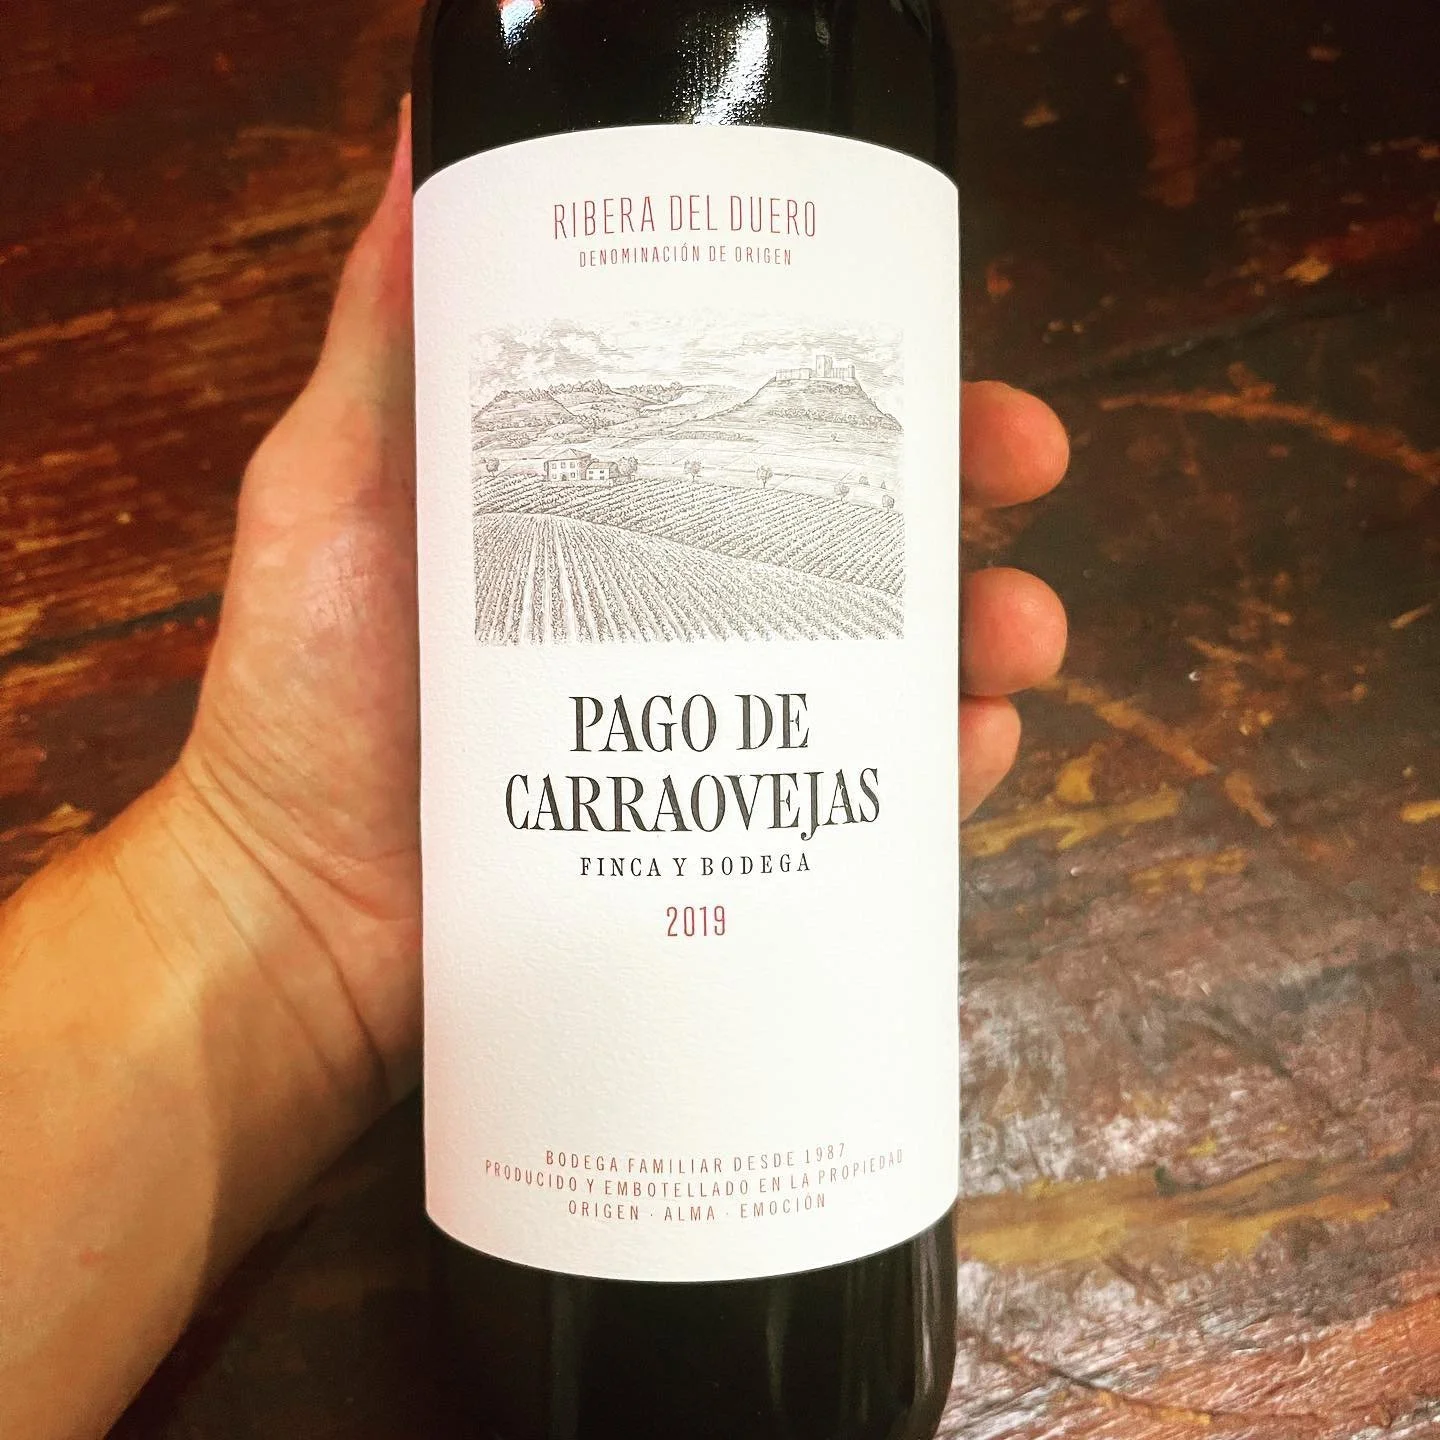 RIBERA DEL DUERO
DENOMINACIÓN DE ORIGEN
PAGO DE
CARRAOVEJAS
FINCA Y BODEGA
2019
BODEGA FAMILIAR DESDE 1987
PRODUCIDO Y EMBOTELLADO EN LA PROPIEDAD
ORIGEN · ALMA · EMOCIÓN